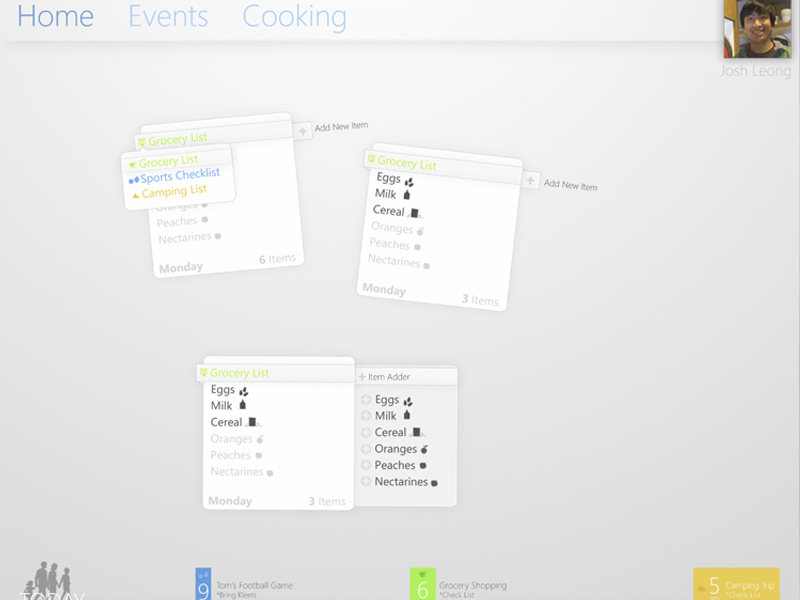 Home Events Cooking
Josh Leong
Grocery List
Add New Item
Grocery List
Sports Checklist
Camping List
Oranges
Peaches
Nectarines
Monday 6 Items
Grocery List
Add New Item
Eggs
Milk
Cereal
Oranges
Peaches
Nectarines
Monday 3 Items
Grocery List
Eggs
Milk
Cereal
Oranges
Peaches
Nectarines
Monday 3 Items
Item Adder
Eggs
Milk
Cereal
Oranges
Peaches
Nectarines
TODAY
9 Tom's Football Game
*Bring Kleets
6 Grocery Shopping
*Check List
5 Camping Trip
*Check List